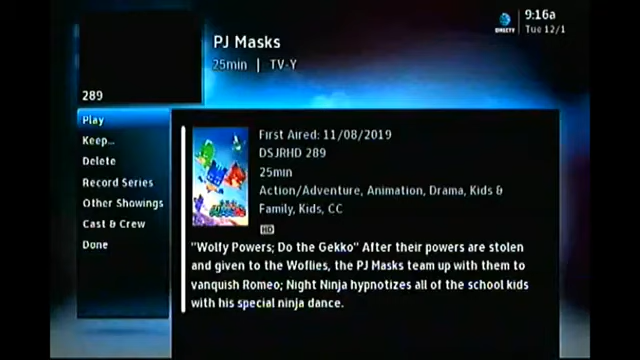 PJ Masks
25min | TV-Y
DIRECTV
9:16a
Tue 12/1
289
Play
Keep...
Delete
Record Series
Other Showings
Cast & Crew
Done
First Aired: 11/08/2019
DSJRHD 289
25min
Action/Adventure, Animation, Drama, Kids &
Family, Kids, CC
HD
"Wolfy Powers; Do the Gekko" After their powers are stolen
and given to the Woflies, the PJ Masks team up with them to
vanquish Romeo; Night Ninja hypnotizes all of the school kids
with his special ninja dance.